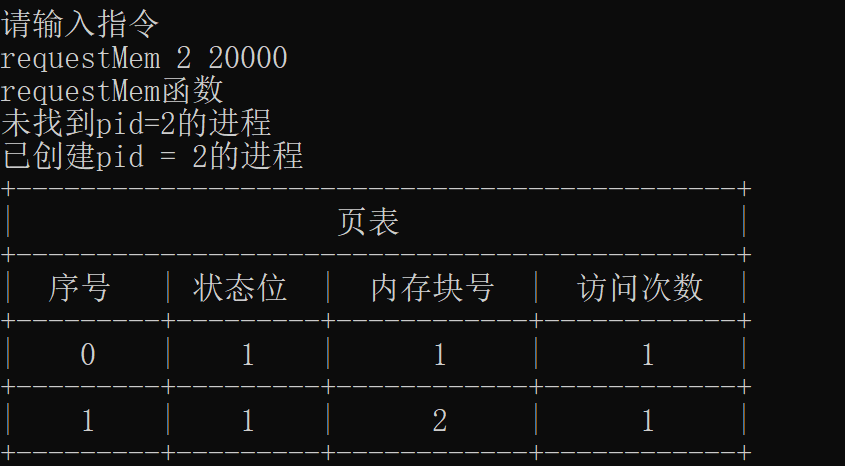 请输入指令
requestMem 2 20000
requestMem函数
未找到pid=2的进程
已创建pid = 2的进程
页表
序号 状态位 内存块号 访问次数
0 1 1 1
1 1 2 1